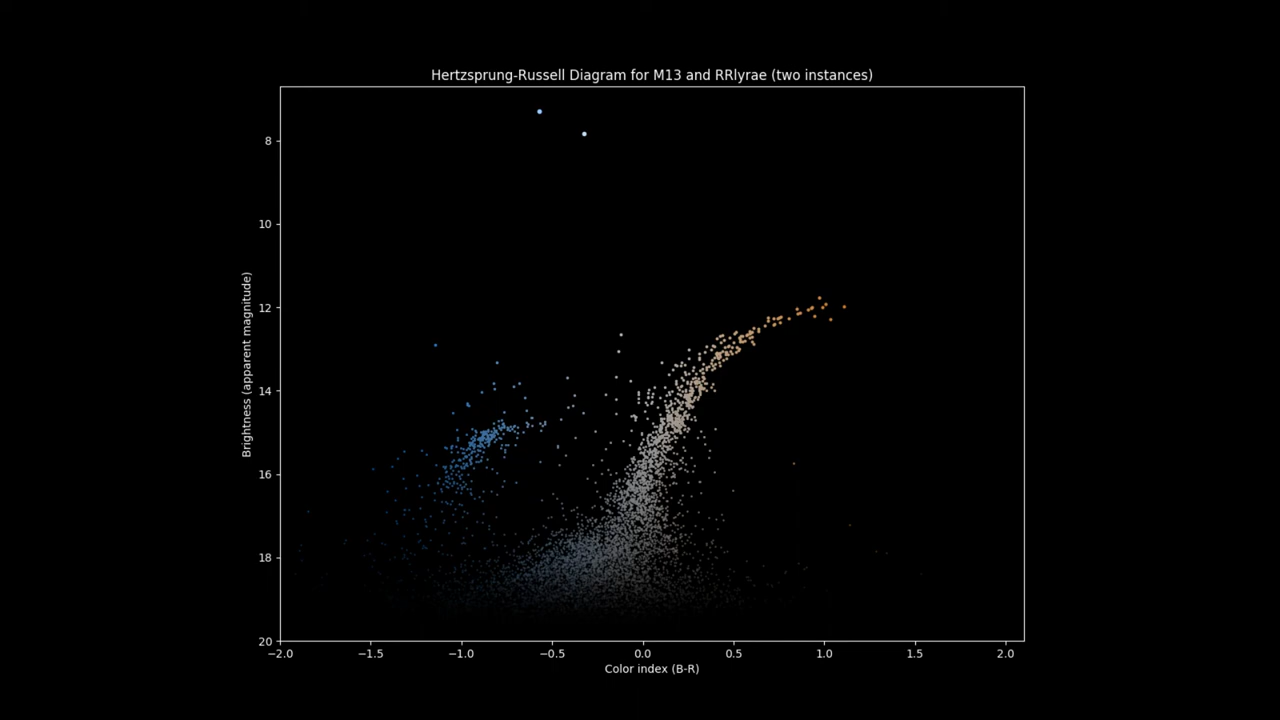 Hertzsprung-Russell Diagram for M13 and RRlyrae (two instances)
Brightness (apparent magnitude)
8
10
12
14
16
18
20
−2.0 −1.5 −1.0 −0.5 0.0 0.5 1.0 1.5 2.0
Color index (B-R)